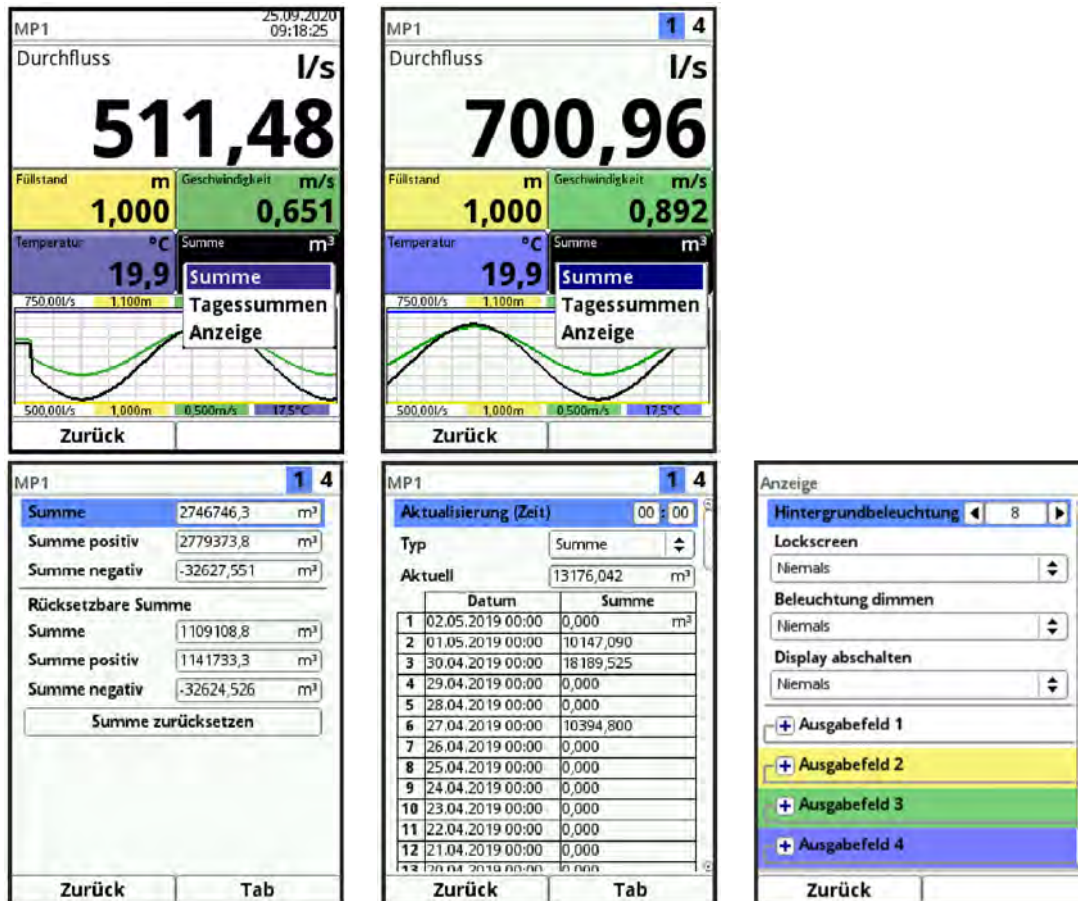 MP1
25.09.2020
09:18:25
Durchfluss
l/s
511,48
Füllstand m Geschwindigkeit m/s
1,000 0,651
Temperatur °C Summe m³
19,9
Summe
Tagessummen
Anzeige
750,00l/s 1,100m
500,00l/s 1,000m 0,500m/s 17,5°C
Zurück
MP1 1 4
Durchfluss
l/s
700,96
Füllstand m Geschwindigkeit m/s
1,000 0,892
Temperatur °C Summe m³
19,9
Summe
Tagessummen
Anzeige
750,00l/s 1,100m
500,00l/s 1,000m 0,500m/s 17,5°C
Zurück
MP1 1 4
Summe 2746746,3 m³
Summe positiv 2779373,8 m³
Summe negativ -32627,551 m³
Rücksetzbare Summe
Summe 1109108,8 m³
Summe positiv 1141733,3 m³
Summe negativ -32624,526 m³
Summe zurücksetzen
Zurück Tab
MP1 1 4
Aktualisierung (Zeit) 00 : 00
Typ Summe
Aktuell 13176,042 m³
Datum Summe
1 02.05.2019 00:00 0,000 m³
2 01.05.2019 00:00 10147,090
3 30.04.2019 00:00 18189,525
4 29.04.2019 00:00 0,000
5 28.04.2019 00:00 0,000
6 27.04.2019 00:00 10394,800
7 26.04.2019 00:00 0,000
8 25.04.2019 00:00 0,000
9 24.04.2019 00:00 0,000
10 23.04.2019 00:00 0,000
11 22.04.2019 00:00 0,000
12 21.04.2019 00:00 0,000
13 20.04.2019 00:00 0,000
Zurück Tab
Anzeige
Hintergrundbeleuchtung 8
Lockscreen
Niemals
Beleuchtung dimmen
Niemals
Display abschalten
Niemals
Ausgabefeld 1
Ausgabefeld 2
Ausgabefeld 3
Ausgabefeld 4
Zurück